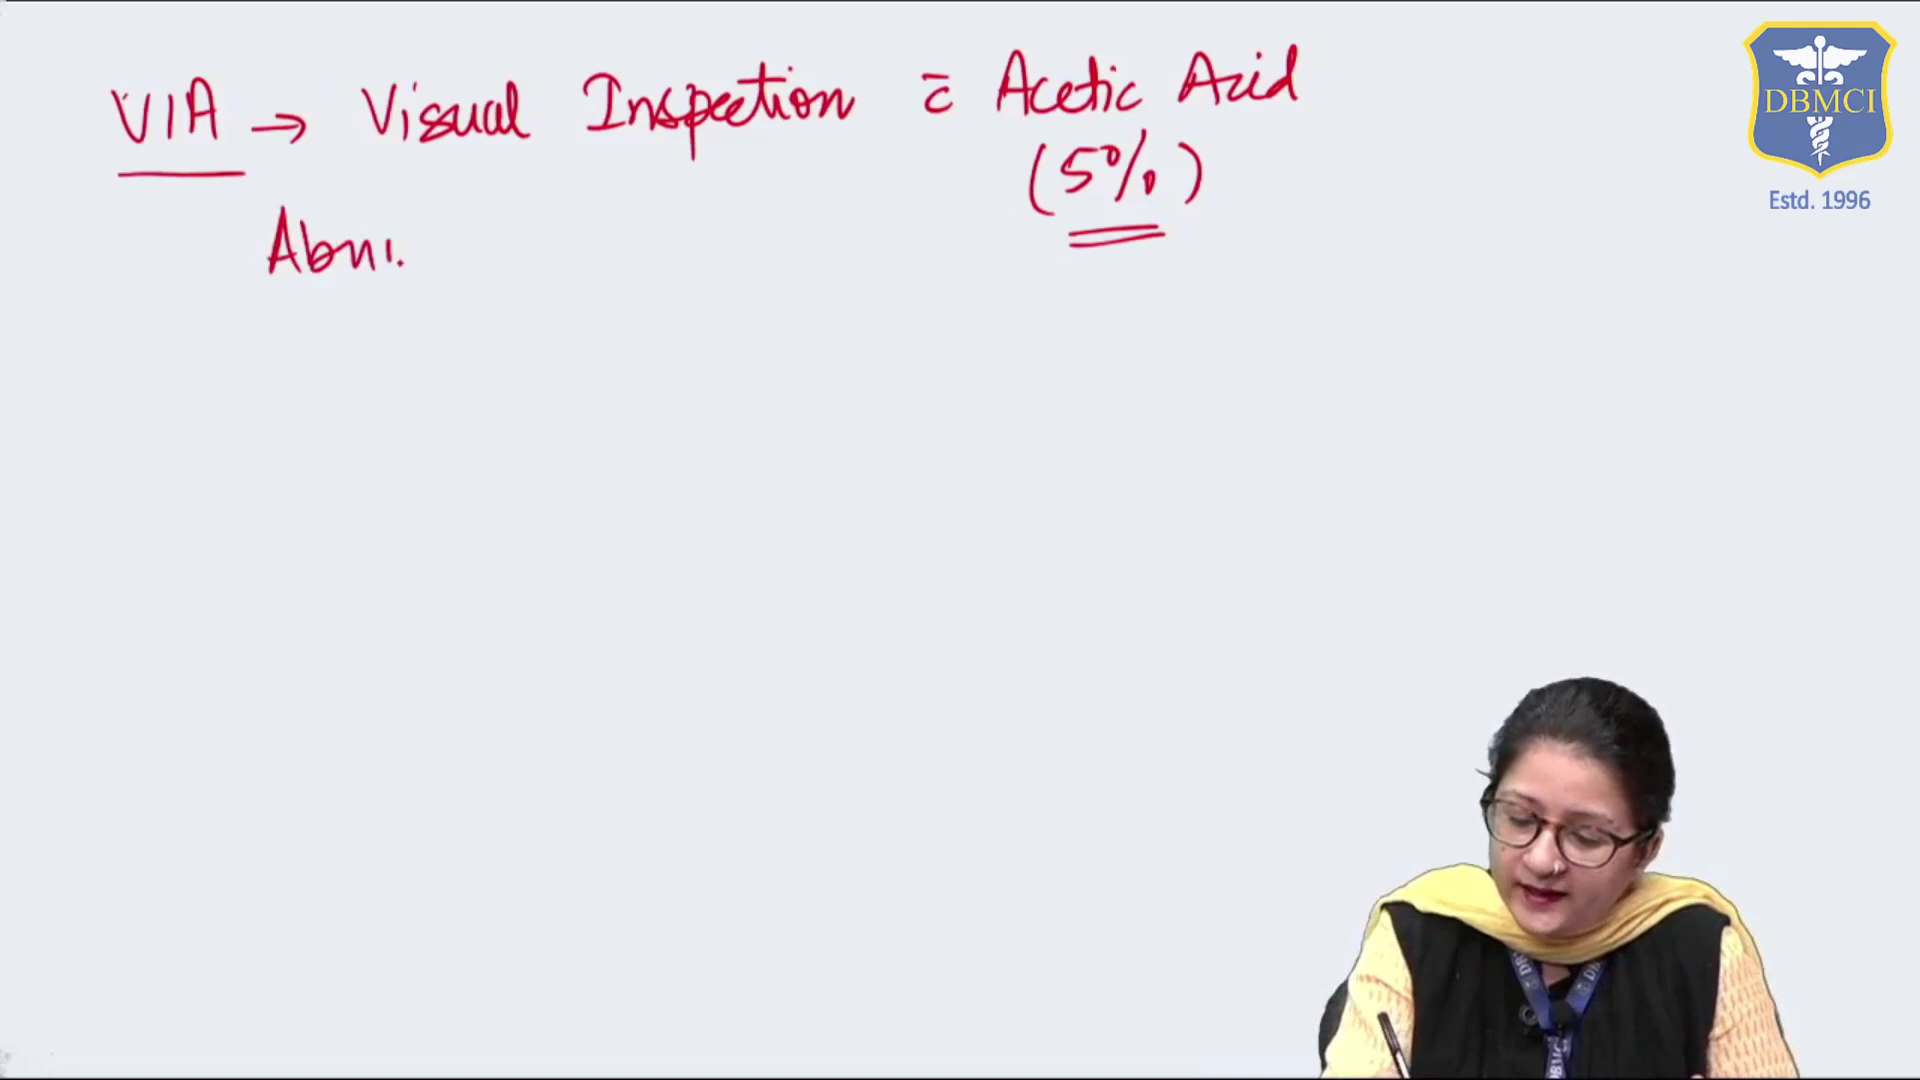 VIA → Visual Inspection c̄ Acetic Acid
(5%)
Abn
DBMCI
Estd. 1996